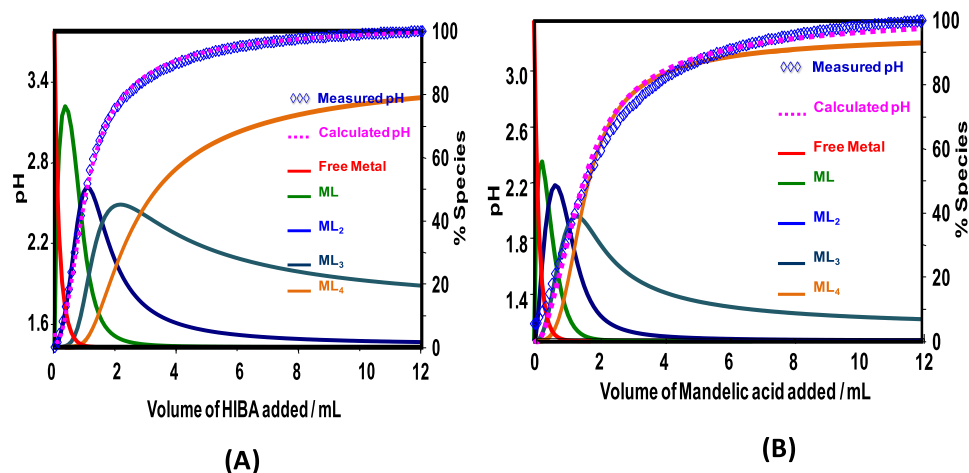 100
80
60
40
20
0
% Species
3.4
2.8
2.2
1.6
pH
Measured pH
Calculated pH
Free Metal
ML
ML2
ML3
ML4
0 2 4 6 8 10 12
Volume of HIBA added / mL
(A)
100
80
60
40
20
0
% Species
3.0
2.6
2.2
1.8
1.4
pH
Measured pH
Calculated pH
Free Metal
ML
ML2
ML3
ML4
0 2 4 6 8 10 12
Volume of Mandelic acid added / mL
(B)